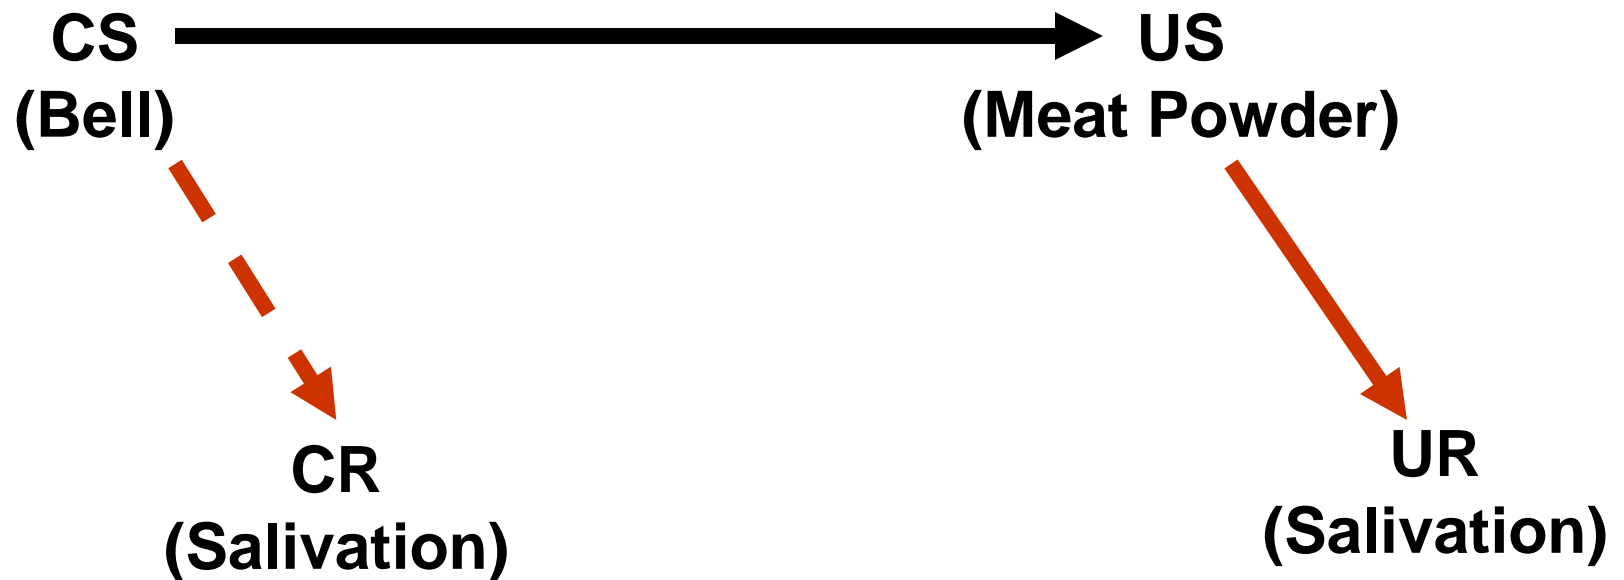 CS
(Bell)
US
(Meat Powder)
CR
(Salivation)
UR
(Salivation)